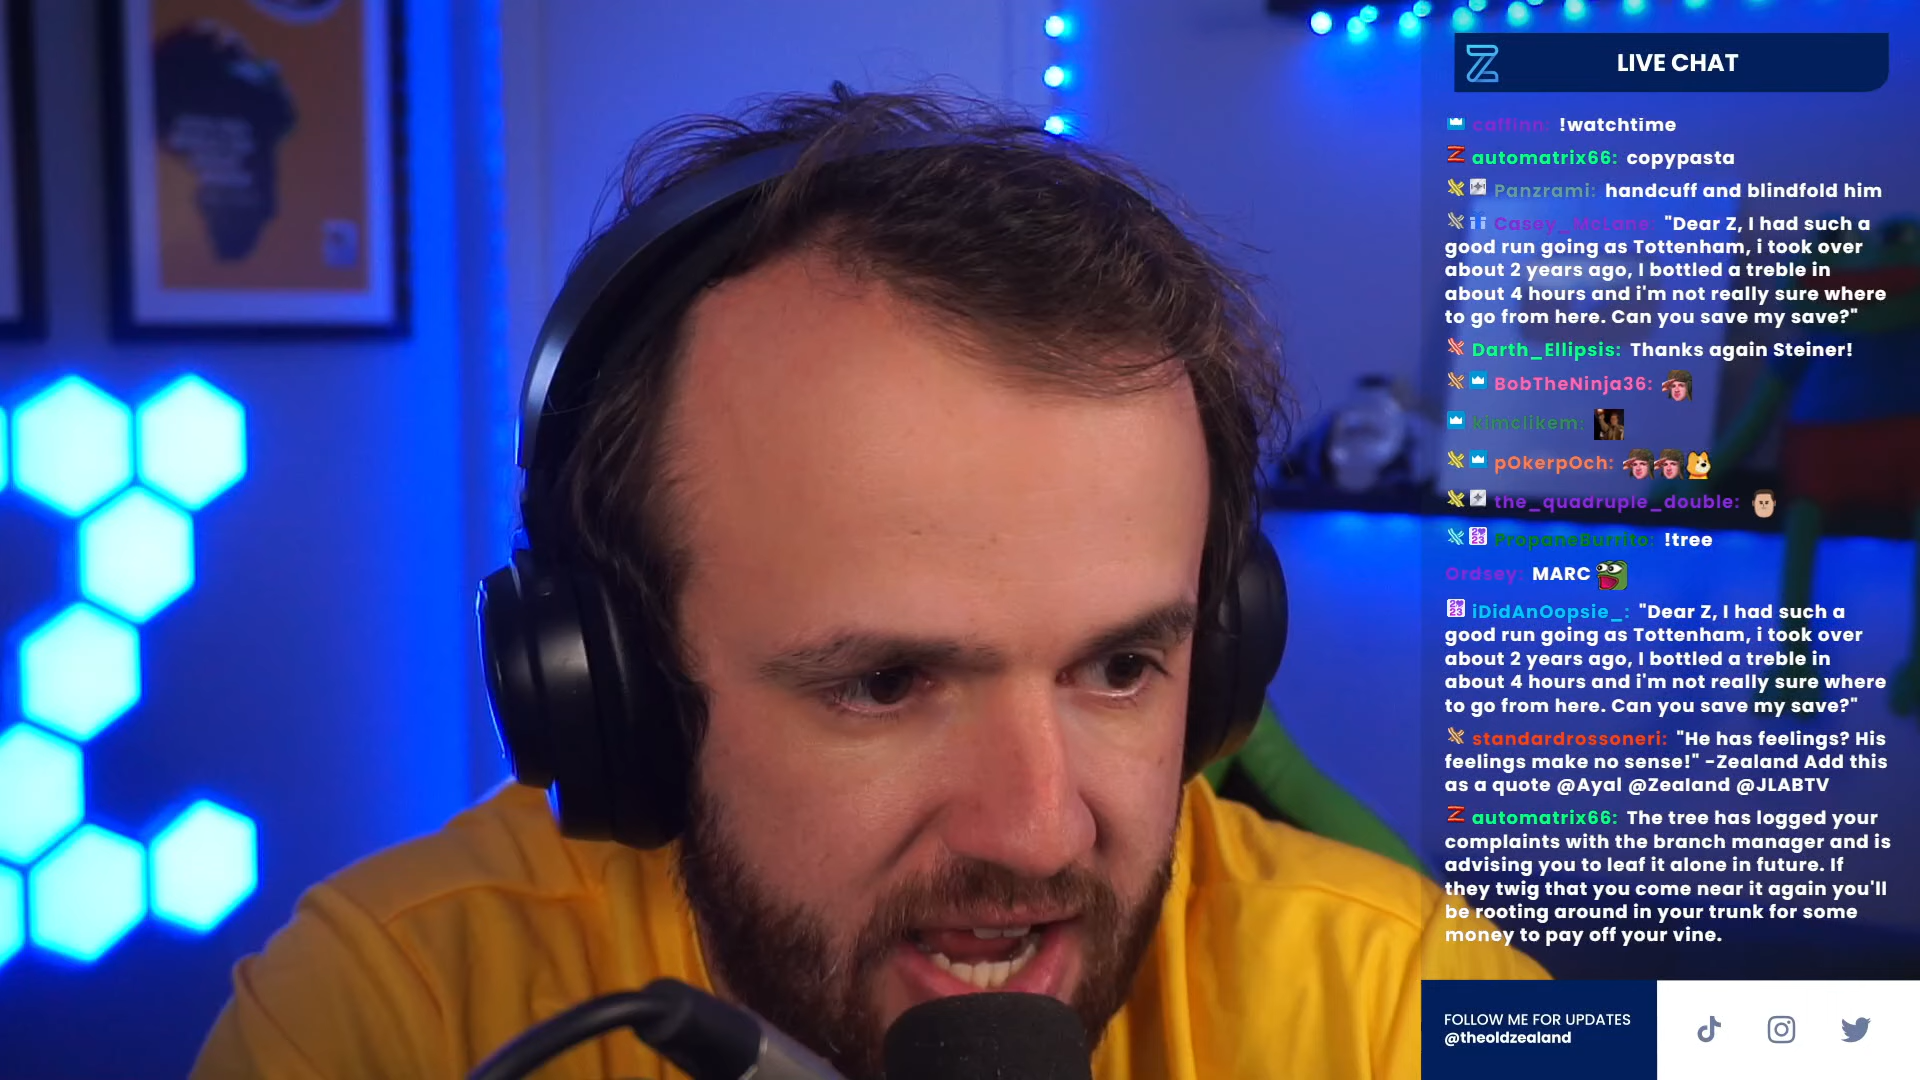 LIVE CHAT
caffinn: !watchtime
automatrix66: copypasta
Panzrami: handcuff and blindfold him
Casey_McLane: "Dear Z, I had such a
good run going as Tottenham, i took over
about 2 years ago, I bottled a treble in
about 4 hours and i'm not really sure where
to go from here. Can you save my save?"
Darth_Ellipsis: Thanks again Steiner!
BobTheNinja36:
kimclikem:
pOkerpOch:
the_quadruple_double:
PropaneBurrito: !tree
Ordsey: MARC
iDidAnOopsie_: "Dear Z, I had such a
good run going as Tottenham, i took over
about 2 years ago, I bottled a treble in
about 4 hours and i'm not really sure where
to go from here. Can you save my save?"
standardrossoneri: "He has feelings? His
feelings make no sense!" -Zealand Add this
as a quote @Ayal @Zealand @JLABTV
automatrix66: The tree has logged your
complaints with the branch manager and is
advising you to leaf it alone in future. If
they twig that you come near it again you'll
be rooting around in your trunk for some
money to pay off your vine.
FOLLOW ME FOR UPDATES
@theoldzealand